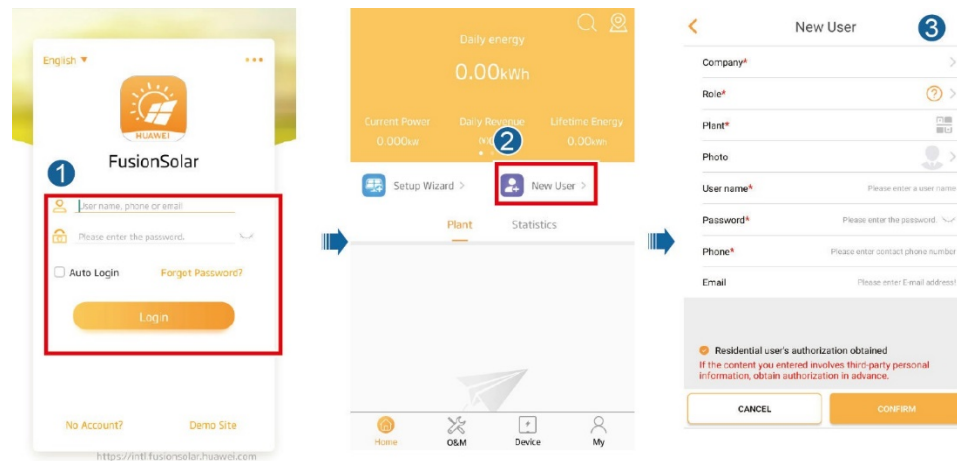 English ▼
HUAWEI
FusionSolar
1
User name, phone or email
Please enter the password.
Auto Login Forgot Password?
Login
No Account? Demo Site
https://intl.fusionsolar.huawei.com
Daily energy
0.00kWh
Current Power Daily Revenue Lifetime Energy
0.000kW 0.00kWh
2
Setup Wizard > New User >
Plant Statistics
Home O&M Device My
New User 3
Company* >
Role* ? >
Plant*
Photo >
User name* Please enter a user name
Password* Please enter the password.
Phone* Please enter contact phone number
Email Please enter E-mail address!
Residential user's authorization obtained
If the content you entered involves third-party personal
information, obtain authorization in advance.
CANCEL CONFIRM